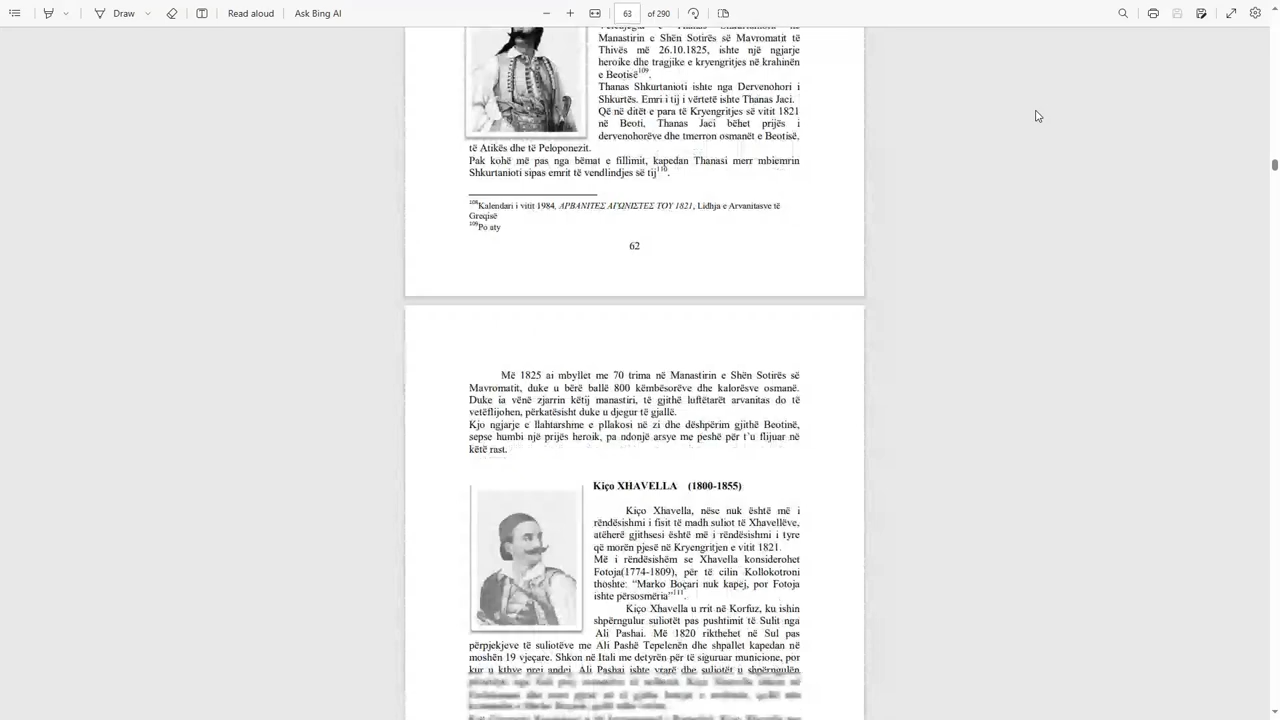 Draw
63
of 290
Read aloud
Ask Bing AI
Manastirin e Shën Sotirës së Mavromatit të
Thivës më 26.10.1825, ishte një ngjarje
heroike dhe tragjike e kryengritjes në krahinën
e Beotisë109.
Thanas Shkurtanioti ishte nga Dervenohori i
Shkurtës. Emri i tij i vërtetë ishte Thanas Jaci.
Që në ditët e para të Kryengritjes së vitit 1821
në Beoti, Thanas Jaci bëhet prijës i
dervenohorëve dhe tmerron osmanët e Beotisë,
të Atikës dhe të Peloponezit.
Pak kohë më pas nga bëmat e fillimit, kapedan Thanasi merr mbiemrin
Shkurtanioti sipas emrit të vendlindjes së tij110.
108Kalendari i vitit 1984, ΑΡΒΑΝΙΤΕΣ ΑΓΩΝΙΣΤΕΣ ΤΟΥ 1821, Lidhja e Arvanitasve të
Greqisë
109Po aty
62
Më 1825 ai mbyllet me 70 trima në Manastirin e Shën Sotirës së
Mavromatit, duke u bërë ballë 800 këmbësorëve dhe kalorësve osmanë.
Duke ia vënë zjarrin këtij manastiri, të gjithë luftëtarët arvanitas do të
vetëflijohen, përkatësisht duke u djegur të gjallë.
Kjo ngjarje e llahtarshme e pllakosi në zi dhe dëshpërim gjithë Beotinë,
sepse humbi një prijës heroik, pa ndonjë arsye me peshë për t'u flijuar në
këtë rast.
Kiço XHAVELLA (1800-1855)
Kiço Xhavella, nëse nuk është më i
rëndësishmi i fisit të madh suliot të Xhavellëve,
atëherë gjithsesi është më i rëndësishmi i tyre
që morën pjesë në Kryengritjen e vitit 1821.
Më i rëndësishëm se Xhavella konsiderohet
Fotoja(1774-1809), për të cilin Kollokotroni
thoshte: “Marko Boçari nuk kapej, por Fotoja
ishte përsosmëria”111.
Kiço Xhavella u rrit në Korfuz, ku ishin
shpërngulur suliotët pas pushtimit të Sulit nga
Ali Pashai. Më 1820 rikthehet në Sul pas
përpjekjeve të suliotëve me Ali Pashë Tepelenën dhe shpallet kapedan në
moshën 19 vjeçare. Shkon në Itali me detyrën për të siguruar municione, por
kur u kthye prej andej, Ali Pashai ishte vrarë dhe suliotët u shpërngulën